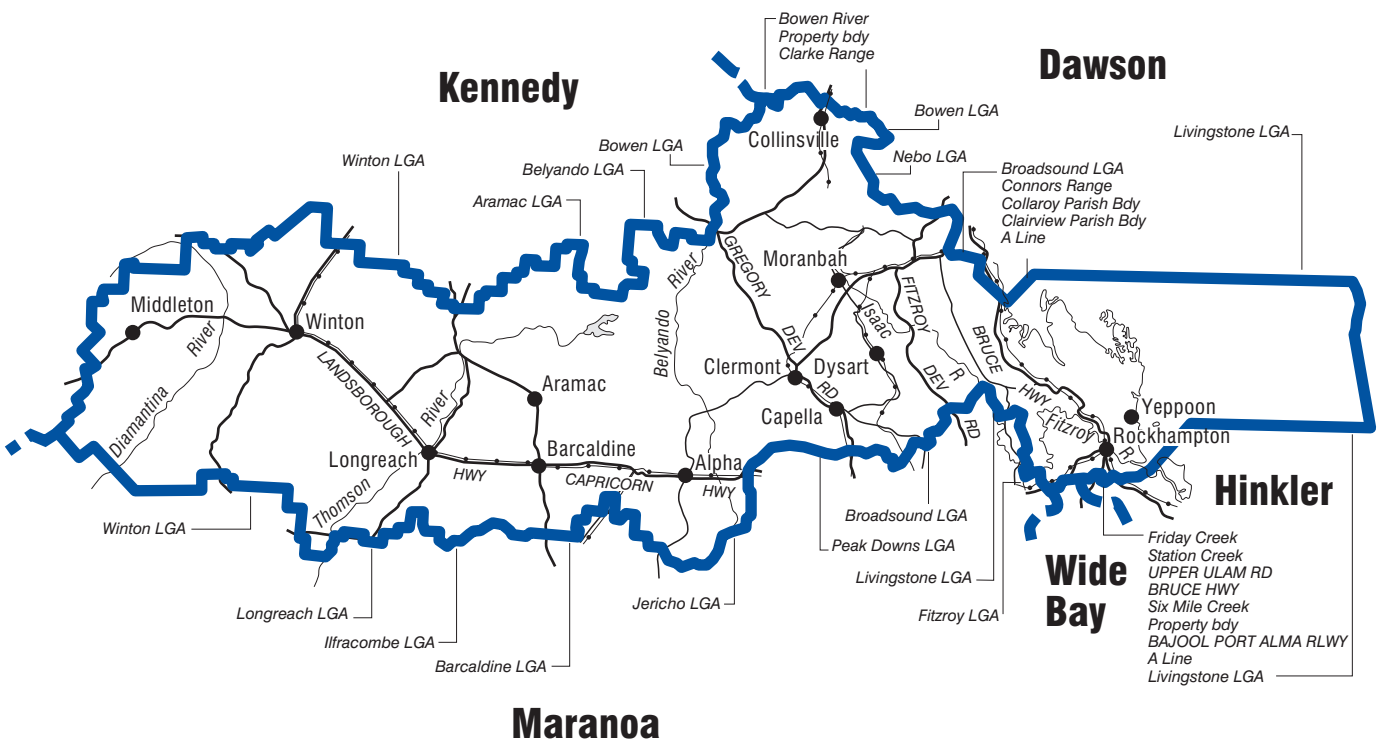 Bowen River
Property bdy
Clarke Range
Dawson
Kennedy
Bowen LGA
Livingstone LGA
Collinsville
Bowen LGA
Winton LGA
Nebo LGA
Belyando LGA
Broadsound LGA
Connors Range
Collaroy Parish Bdy
Clairview Parish Bdy
A Line
Aramac LGA
GREGORY
DEV
RD
Moranbah
River
Belyando
Isaac
R
FITZROY
DEV
RD
BRUCE
HWY
Middleton
River
Diamantina
Winton
LANDSBOROUGH
HWY
River
Thomson
Clermont
Dysart
Aramac
Capella
Yeppoon
Fitzroy
R
Rockhampton
Longreach
Barcaldine
CAPRICORN
HWY
Alpha
Hinkler
Winton LGA
Broadsound LGA
Peak Downs LGA
Livingstone LGA
Fitzroy LGA
Wide
Bay
Friday Creek
Station Creek
UPPER ULAM RD
BRUCE HWY
Six Mile Creek
Property bdy
BAJOOL PORT ALMA RLWY
A Line
Livingstone LGA
Longreach LGA
Jericho LGA
Ilfracombe LGA
Barcaldine LGA
Maranoa